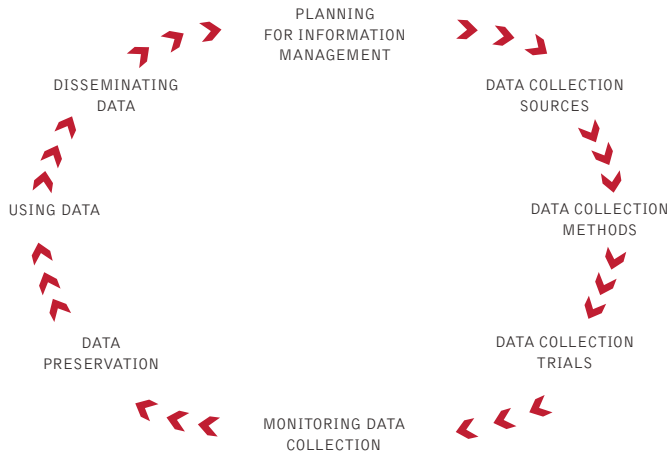 PLANNING
FOR INFORMATION
MANAGEMENT
DATA COLLECTION
SOURCES
DATA COLLECTION
METHODS
DATA COLLECTION
TRIALS
MONITORING DATA
COLLECTION
DATA
PRESERVATION
USING DATA
DISSEMINATING
DATA